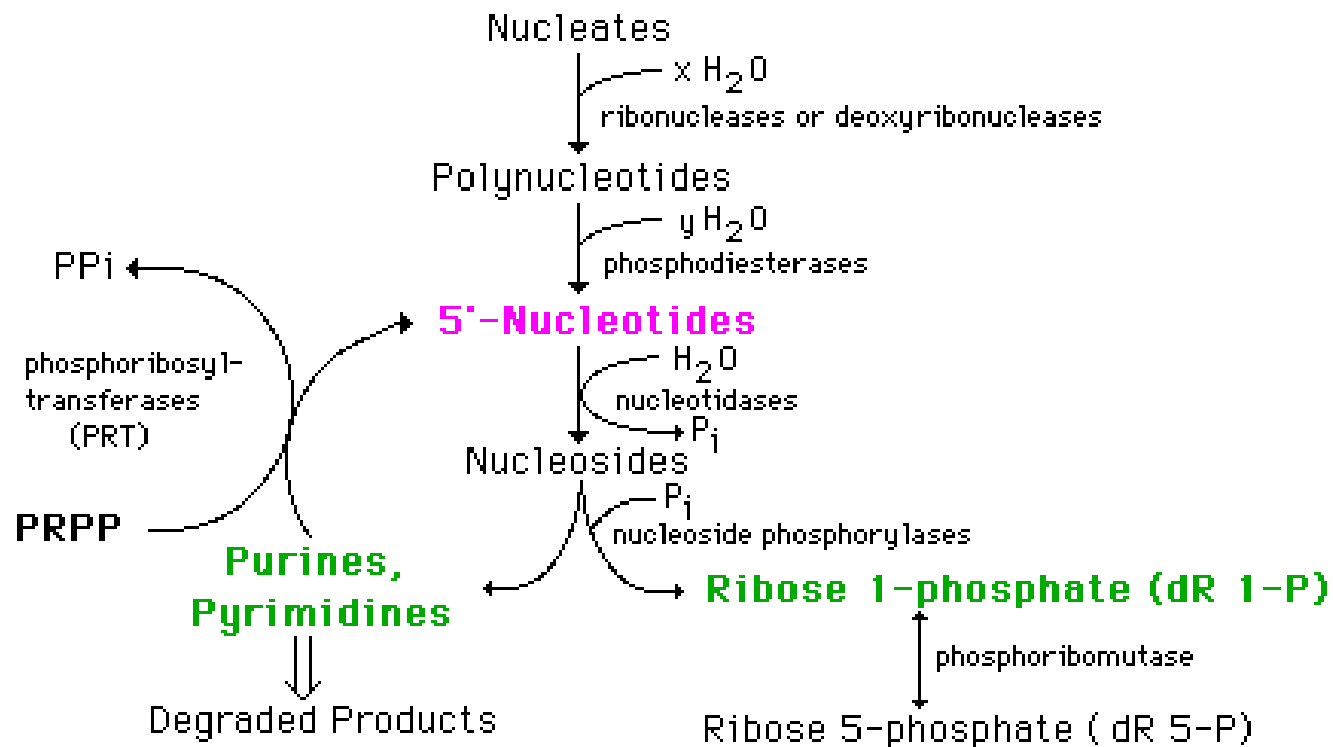 Nucleates
x H2O
ribonucleases or deoxyribonucleases
Polynucleotides
y H2O
phosphodiesterases
PPi
5'-Nucleotides
H2O
phosphoribosyl-
transferases
(PRT)
nucleotidases
Pi
Nucleosides
Pi
PRPP
nucleoside phosphorylases
Purines,
Pyrimidines
Ribose 1-phosphate (dR 1-P)
phosphoribomutase
Degraded Products
Ribose 5-phosphate ( dR 5-P)